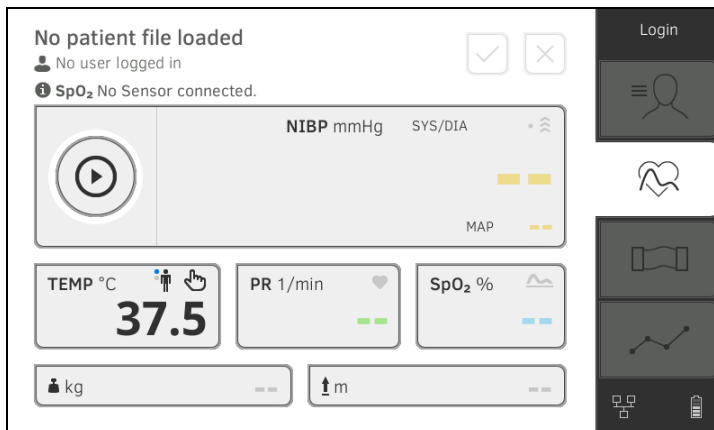 No patient file loaded
No user logged in
SpO₂ No Sensor connected.
NIBP mmHg SYS/DIA
-- 
MAP --
TEMP °C
37.5
PR 1/min
--
SpO₂ %
--
kg --
m --
Login